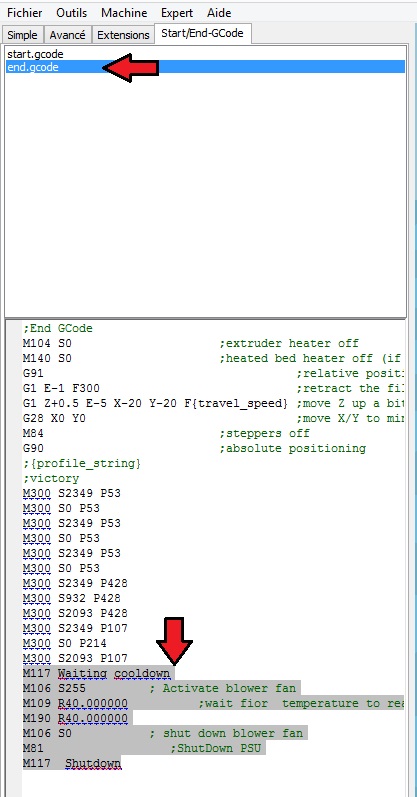 Fichier Outils Machine Expert Aide
Simple Avancé Extensions Start/End-GCode
start.gcode
end.gcode
;End GCode
M104 S0 ;extruder heater off
M140 S0 ;heated bed heater off (if
G91 ;relative positi
G1 E-1 F300 ;retract the fil
G1 Z+0.5 E-5 X-20 Y-20 F{travel_speed} ;move Z up a bit
G28 X0 Y0 ;move X/Y to min
M84 ;steppers off
G90 ;absolute positioning
;{profile_string}
;victory
M300 S2349 P53
M300 S0 P53
M300 S2349 P53
M300 S0 P53
M300 S2349 P53
M300 S0 P53
M300 S2349 P428
M300 S932 P428
M300 S2093 P428
M300 S2349 P107
M300 S0 P214
M300 S2093 P107
M117 Waiting cooldown
M106 S255 ; Activate blower fan
M109 R40.000000 ;wait fior temperature to rea
M190 R40.000000
M106 S0 ; shut down blower fan
M81 ;ShutDown PSU
M117 Shutdown